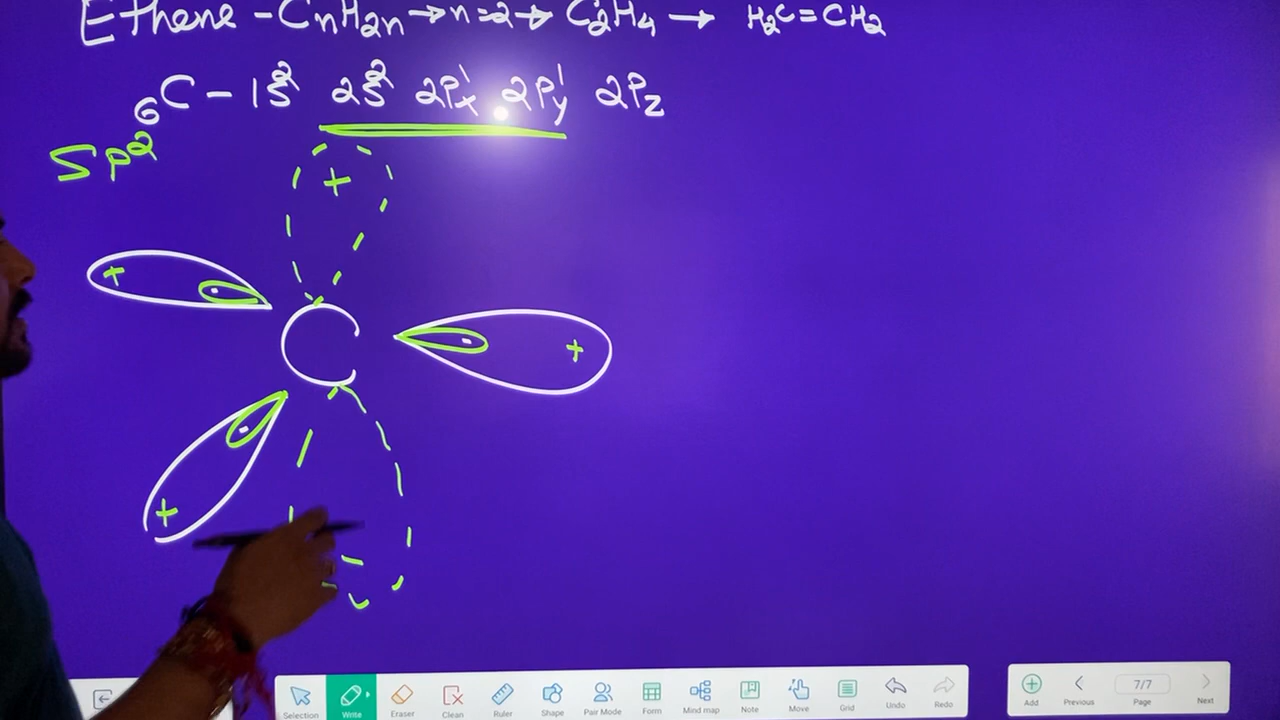 Ethene - CnH2n → n=2 → C2H4 → H2C=CH2
6C - 1S² 2S² 2Px¹ 2Py¹ 2Pz
SP²
+
+
C
+
+
-
Selection Write Eraser Clean Ruler Shape Pair Mode Form Mind map Note Move Grid Undo Redo Add Previous 7/7 Page Next